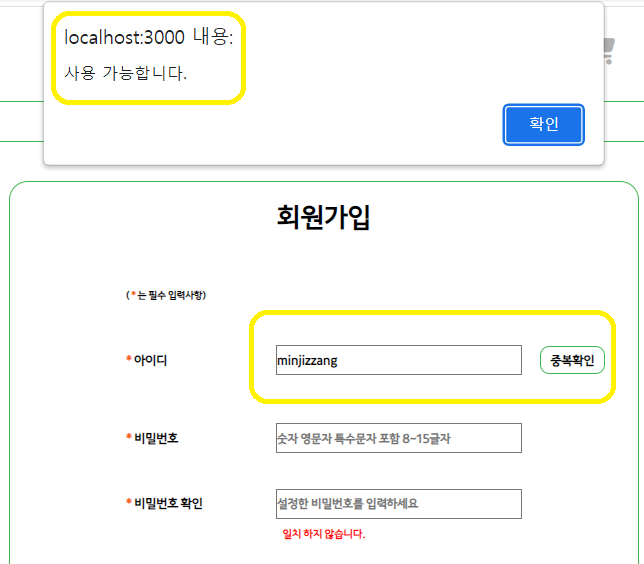 localhost:3000 내용:
사용 가능합니다.
확인
회원가입
( * 는 필수 입력사항)
* 아이디
minjizzang
중복확인
* 비밀번호
숫자 영문자 특수문자 포함 8~15글자
* 비밀번호 확인
설정한 비밀번호를 입력하세요
일치 하지 않습니다.